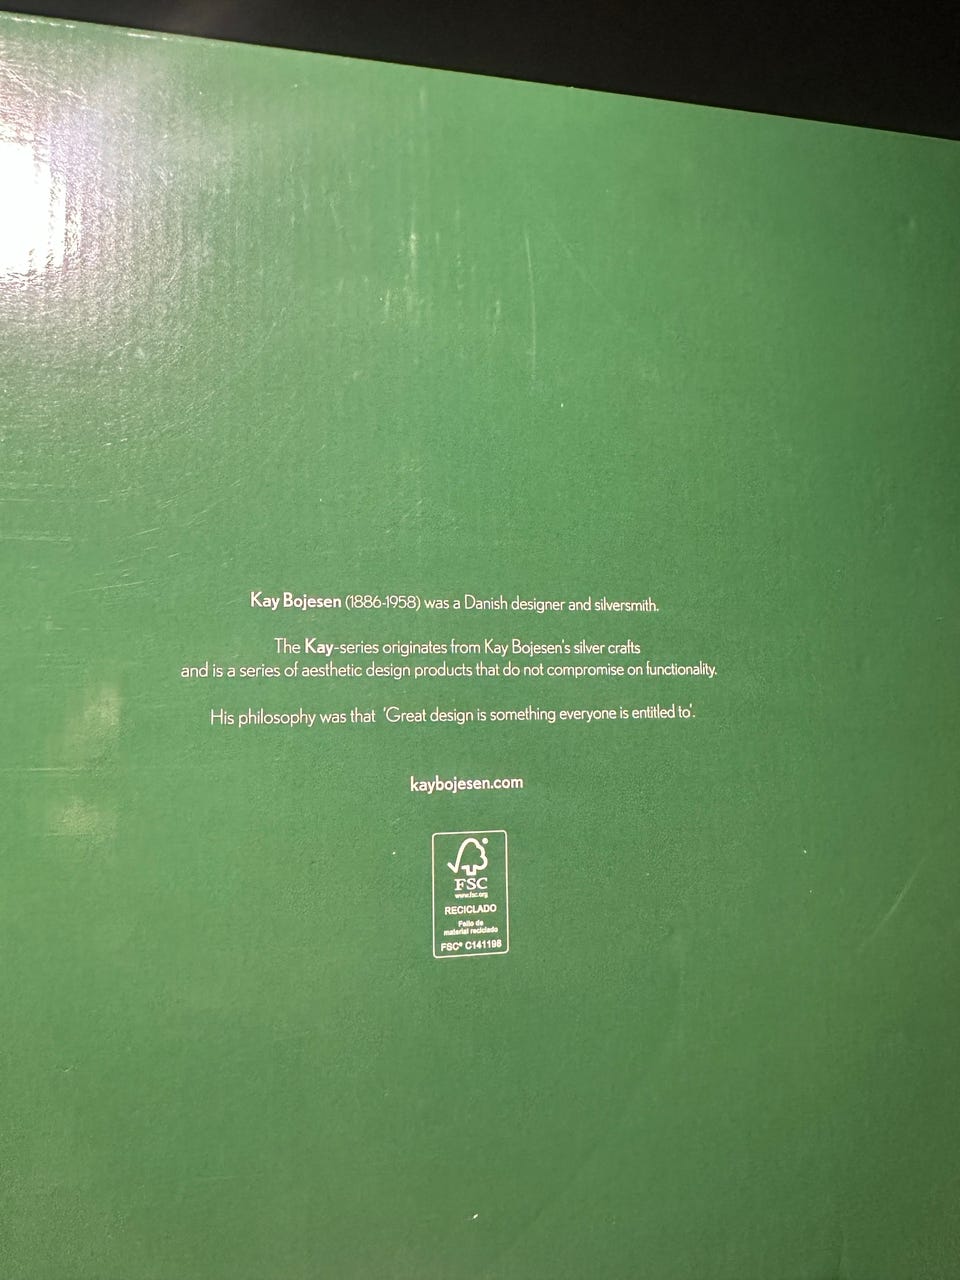 Kay Bojesen (1886-1958) was a Danish designer and silversmith.
The Kay-series originates from Kay Bojesen's silver crafts
and is a series of aesthetic design products that do not compromise on functionality.
His philosophy was that 'Great design is something everyone is entitled to'.
kaybojesen.com
FSC
www.fsc.org
RECICLADO
Feito de
material reciclado
FSC® C141198